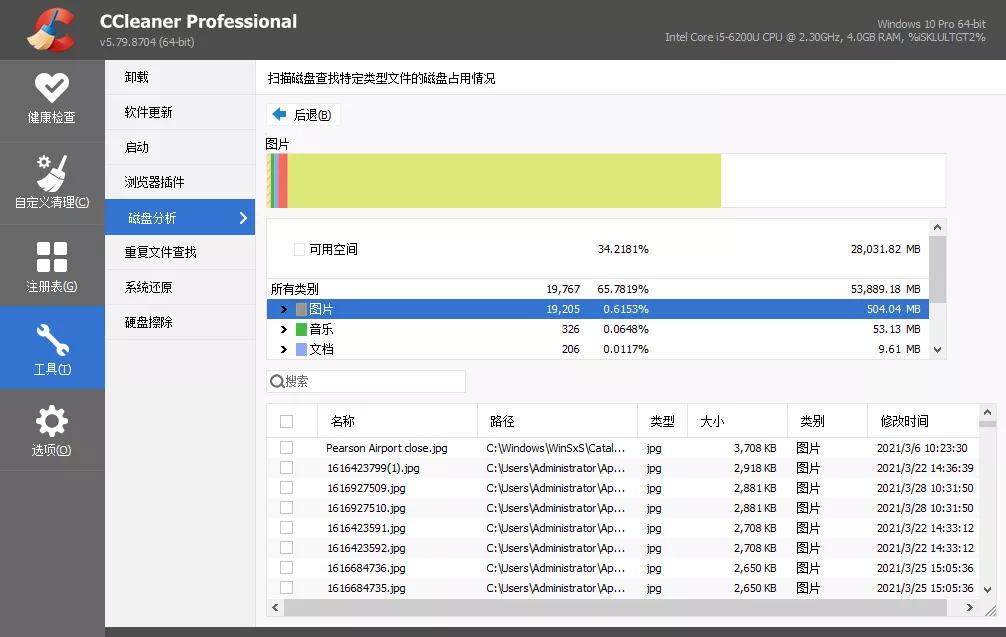 CCleaner Professional
v5.79.8704 (64-bit)
Windows 10 Pro 64-bit
Intel Core i5-6200U CPU @ 2.30GHz, 4.0GB RAM, %iSKLULTGT2%
健康检查
自定义清理(C)
注册表(G)
工具(T)
选项(O)
卸载
软件更新
启动
浏览器插件
磁盘分析
重复文件查找
系统还原
硬盘擦除
扫描磁盘查找特定类型文件的磁盘占用情况
后退(B)
图片
可用空间 34.2181% 28,031.82 MB
所有类别 19,767 65.7819% 53,889.18 MB
图片 19,205 0.6153% 504.04 MB
音乐 326 0.0648% 53.13 MB
文档 206 0.0117% 9.61 MB
搜索
名称 路径 类型 大小 类别 修改时间
Pearson Airport close.jpg C:\Windows\WinSxS\Catal... jpg 3,708 KB 图片 2021/3/6 10:23:30
1616423799(1).jpg C:\Users\Administrator\Ap... jpg 2,918 KB 图片 2021/3/22 14:36:39
1616927509.jpg C:\Users\Administrator\Ap... jpg 2,881 KB 图片 2021/3/28 10:31:50
1616927510.jpg C:\Users\Administrator\Ap... jpg 2,881 KB 图片 2021/3/28 10:31:50
1616423591.jpg C:\Users\Administrator\Ap... jpg 2,708 KB 图片 2021/3/22 14:33:12
1616423592.jpg C:\Users\Administrator\Ap... jpg 2,708 KB 图片 2021/3/22 14:33:12
1616684736.jpg C:\Users\Administrator\Ap... jpg 2,650 KB 图片 2021/3/25 15:05:36
1616684735.jpg C:\Users\Administrator\Ap... jpg 2,650 KB 图片 2021/3/25 15:05:36